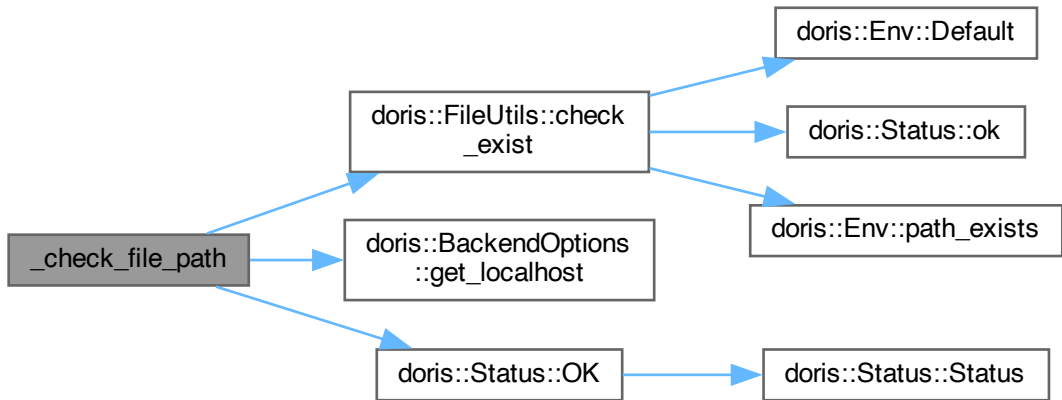 doris::Env::Default
doris::FileUtils::check
_exist
doris::Status::ok
doris::Env::path_exists
_check_file_path
doris::BackendOptions
::get_localhost
doris::Status::OK
doris::Status::Status